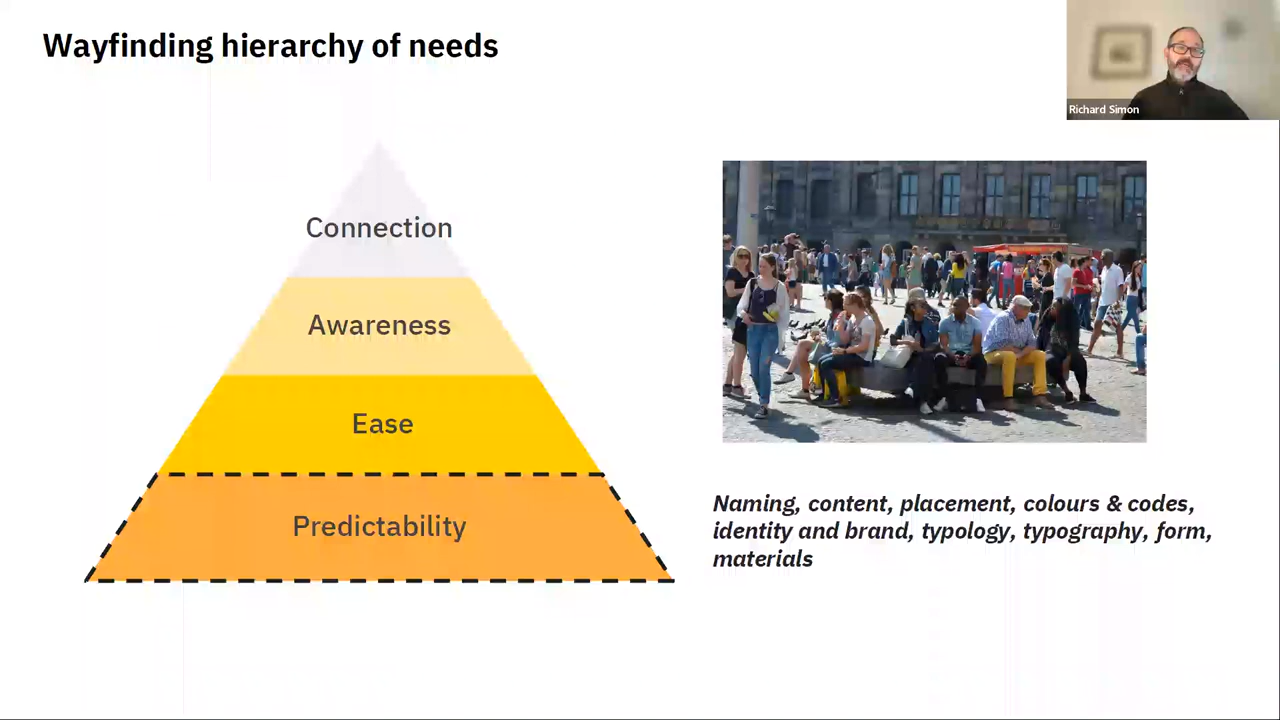 Wayfinding hierarchy of needs
Richard Simon
Connection
Awareness
Ease
Predictability
Naming, content, placement, colours & codes,
identity and brand, typology, typography, form,
materials